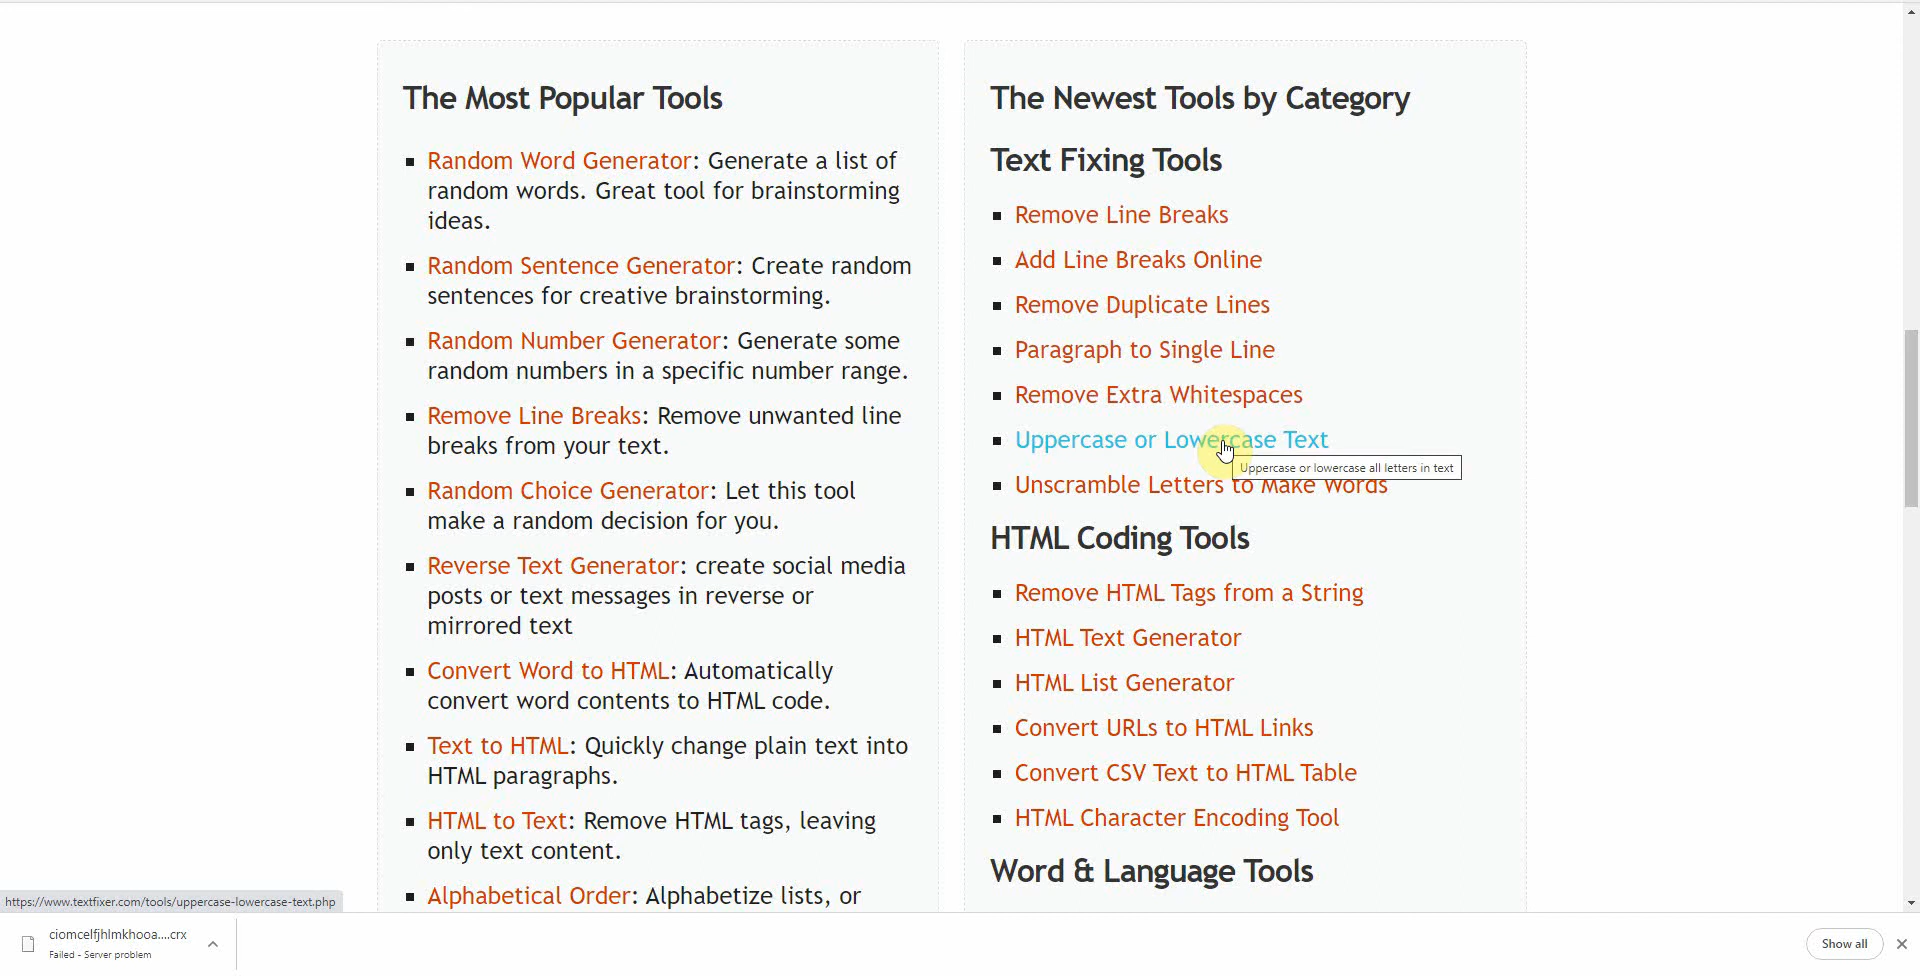 The Most Popular Tools
Random Word Generator: Generate a list of
random words. Great tool for brainstorming
ideas.
Random Sentence Generator: Create random
sentences for creative brainstorming.
Random Number Generator: Generate some
random numbers in a specific number range.
Remove Line Breaks: Remove unwanted line
breaks from your text.
Random Choice Generator: Let this tool
make a random decision for you.
Reverse Text Generator: create social media
posts or text messages in reverse or
mirrored text
Convert Word to HTML: Automatically
convert word contents to HTML code.
Text to HTML: Quickly change plain text into
HTML paragraphs.
HTML to Text: Remove HTML tags, leaving
only text content.
Alphabetical Order: Alphabetize lists, or
The Newest Tools by Category
Text Fixing Tools
Remove Line Breaks
Add Line Breaks Online
Remove Duplicate Lines
Paragraph to Single Line
Remove Extra Whitespaces
Uppercase or Lowercase Text
Uppercase or lowercase all letters in text
Unscramble Letters to Make Words
HTML Coding Tools
Remove HTML Tags from a String
HTML Text Generator
HTML List Generator
Convert URLs to HTML Links
Convert CSV Text to HTML Table
HTML Character Encoding Tool
Word & Language Tools
https://www.textfixer.com/tools/uppercase-lowercase-text.php
ciomcelfjhlmkhooa....crx
Failed - Server problem
Show all